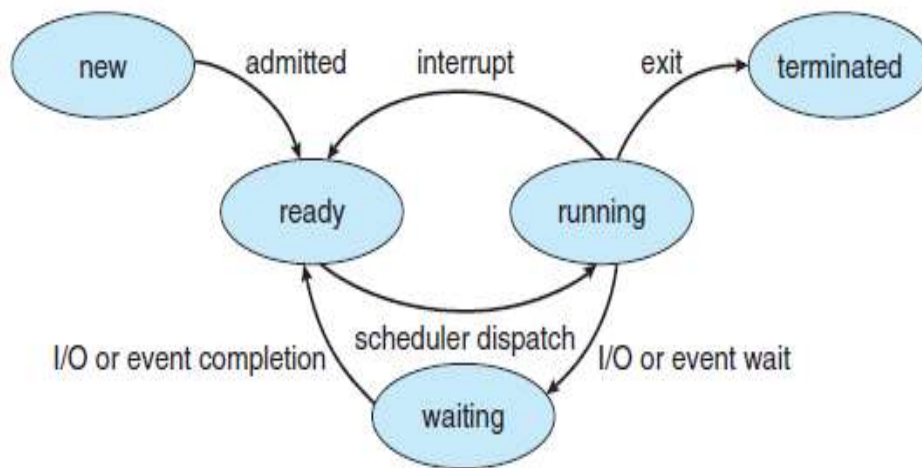 new
admitted
interrupt
exit
terminated
ready
running
I/O or event completion
scheduler dispatch
I/O or event wait
waiting